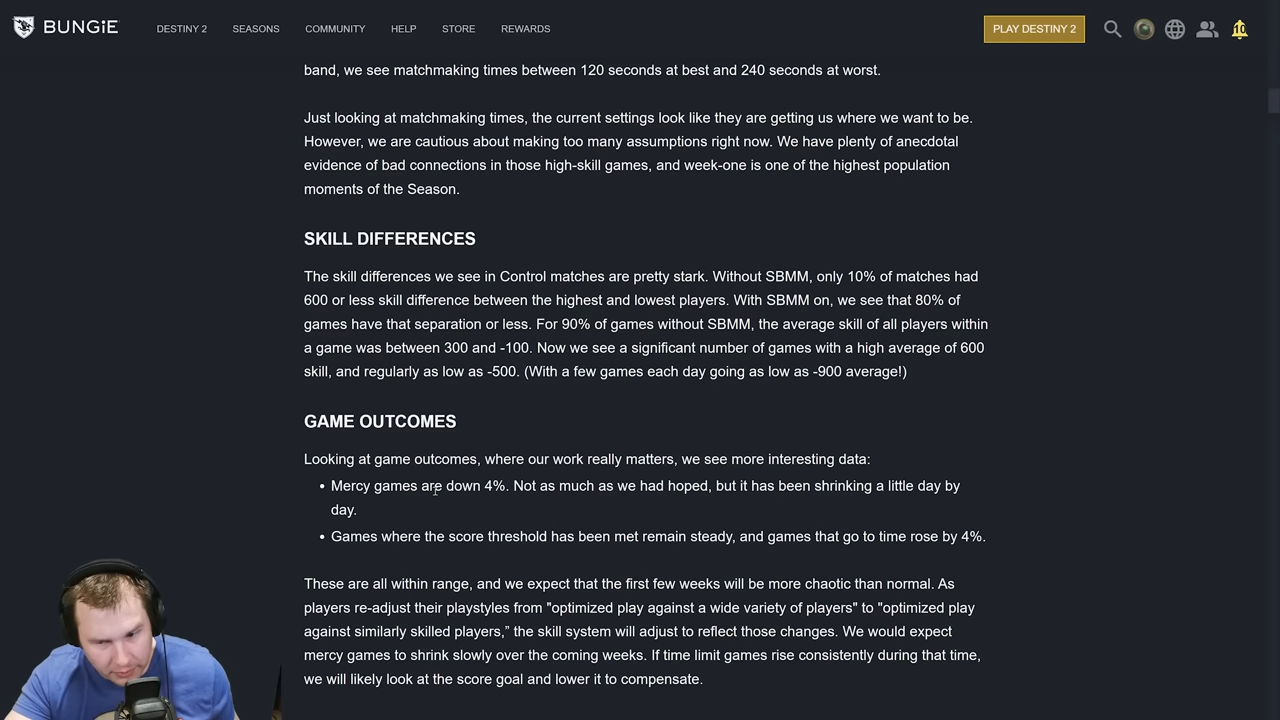 BUNGiE DESTINY 2 SEASONS COMMUNITY HELP STORE REWARDS PLAY DESTINY 2 10
band, we see matchmaking times between 120 seconds at best and 240 seconds at worst.
Just looking at matchmaking times, the current settings look like they are getting us where we want to be.
However, we are cautious about making too many assumptions right now. We have plenty of anecdotal
evidence of bad connections in those high-skill games, and week-one is one of the highest population
moments of the Season.
SKILL DIFFERENCES
The skill differences we see in Control matches are pretty stark. Without SBMM, only 10% of matches had
600 or less skill difference between the highest and lowest players. With SBMM on, we see that 80% of
games have that separation or less. For 90% of games without SBMM, the average skill of all players within
a game was between 300 and -100. Now we see a significant number of games with a high average of 600
skill, and regularly as low as -500. (With a few games each day going as low as -900 average!)
GAME OUTCOMES
Looking at game outcomes, where our work really matters, we see more interesting data:
• Mercy games are down 4%. Not as much as we had hoped, but it has been shrinking a little day by
day.
• Games where the score threshold has been met remain steady, and games that go to time rose by 4%.
These are all within range, and we expect that the first few weeks will be more chaotic than normal. As
players re-adjust their playstyles from "optimized play against a wide variety of players" to "optimized play
against similarly skilled players,” the skill system will adjust to reflect those changes. We would expect
mercy games to shrink slowly over the coming weeks. If time limit games rise consistently during that time,
we will likely look at the score goal and lower it to compensate.